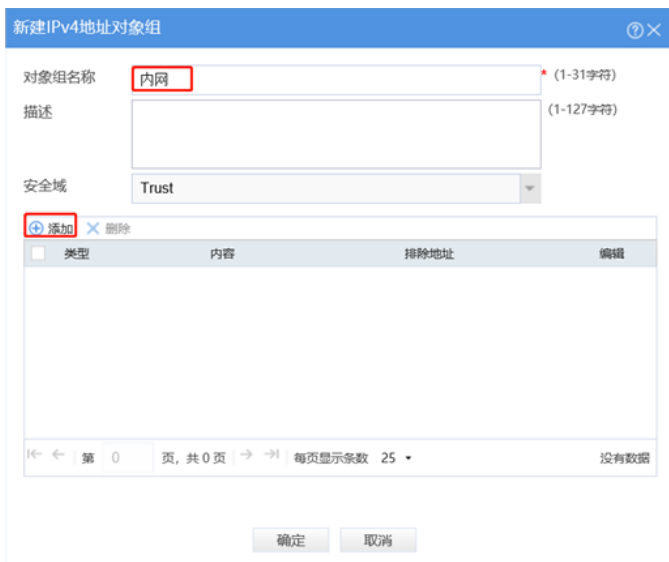 新建IPv4地址对象组
对象组名称 内网 * (1-31字符)
描述 (1-127字符)
安全域 Trust
添加 删除
类型 内容 排除地址 编辑
第 0 页，共 0 页 每页显示条数 25 没有数据
确定 取消